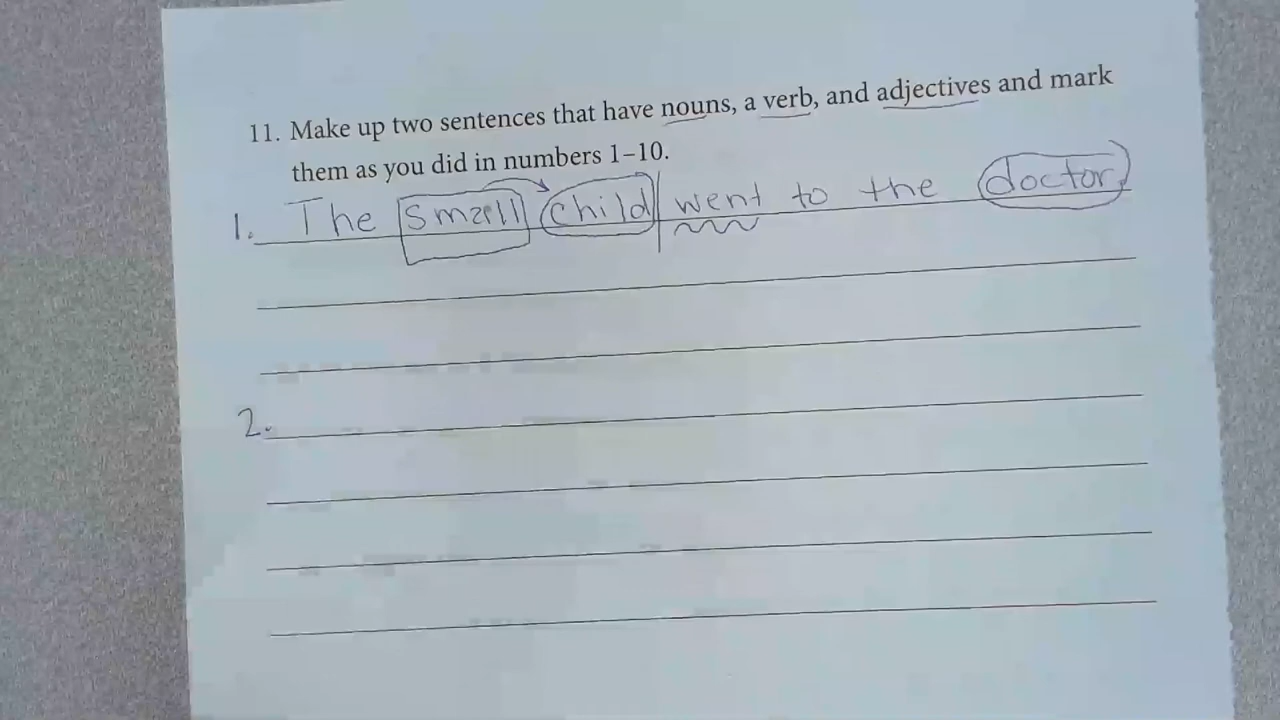 11. Make up two sentences that have nouns, a verb, and adjectives and mark
them as you did in numbers 1–10.
1. The small child went to the doctor.
2.